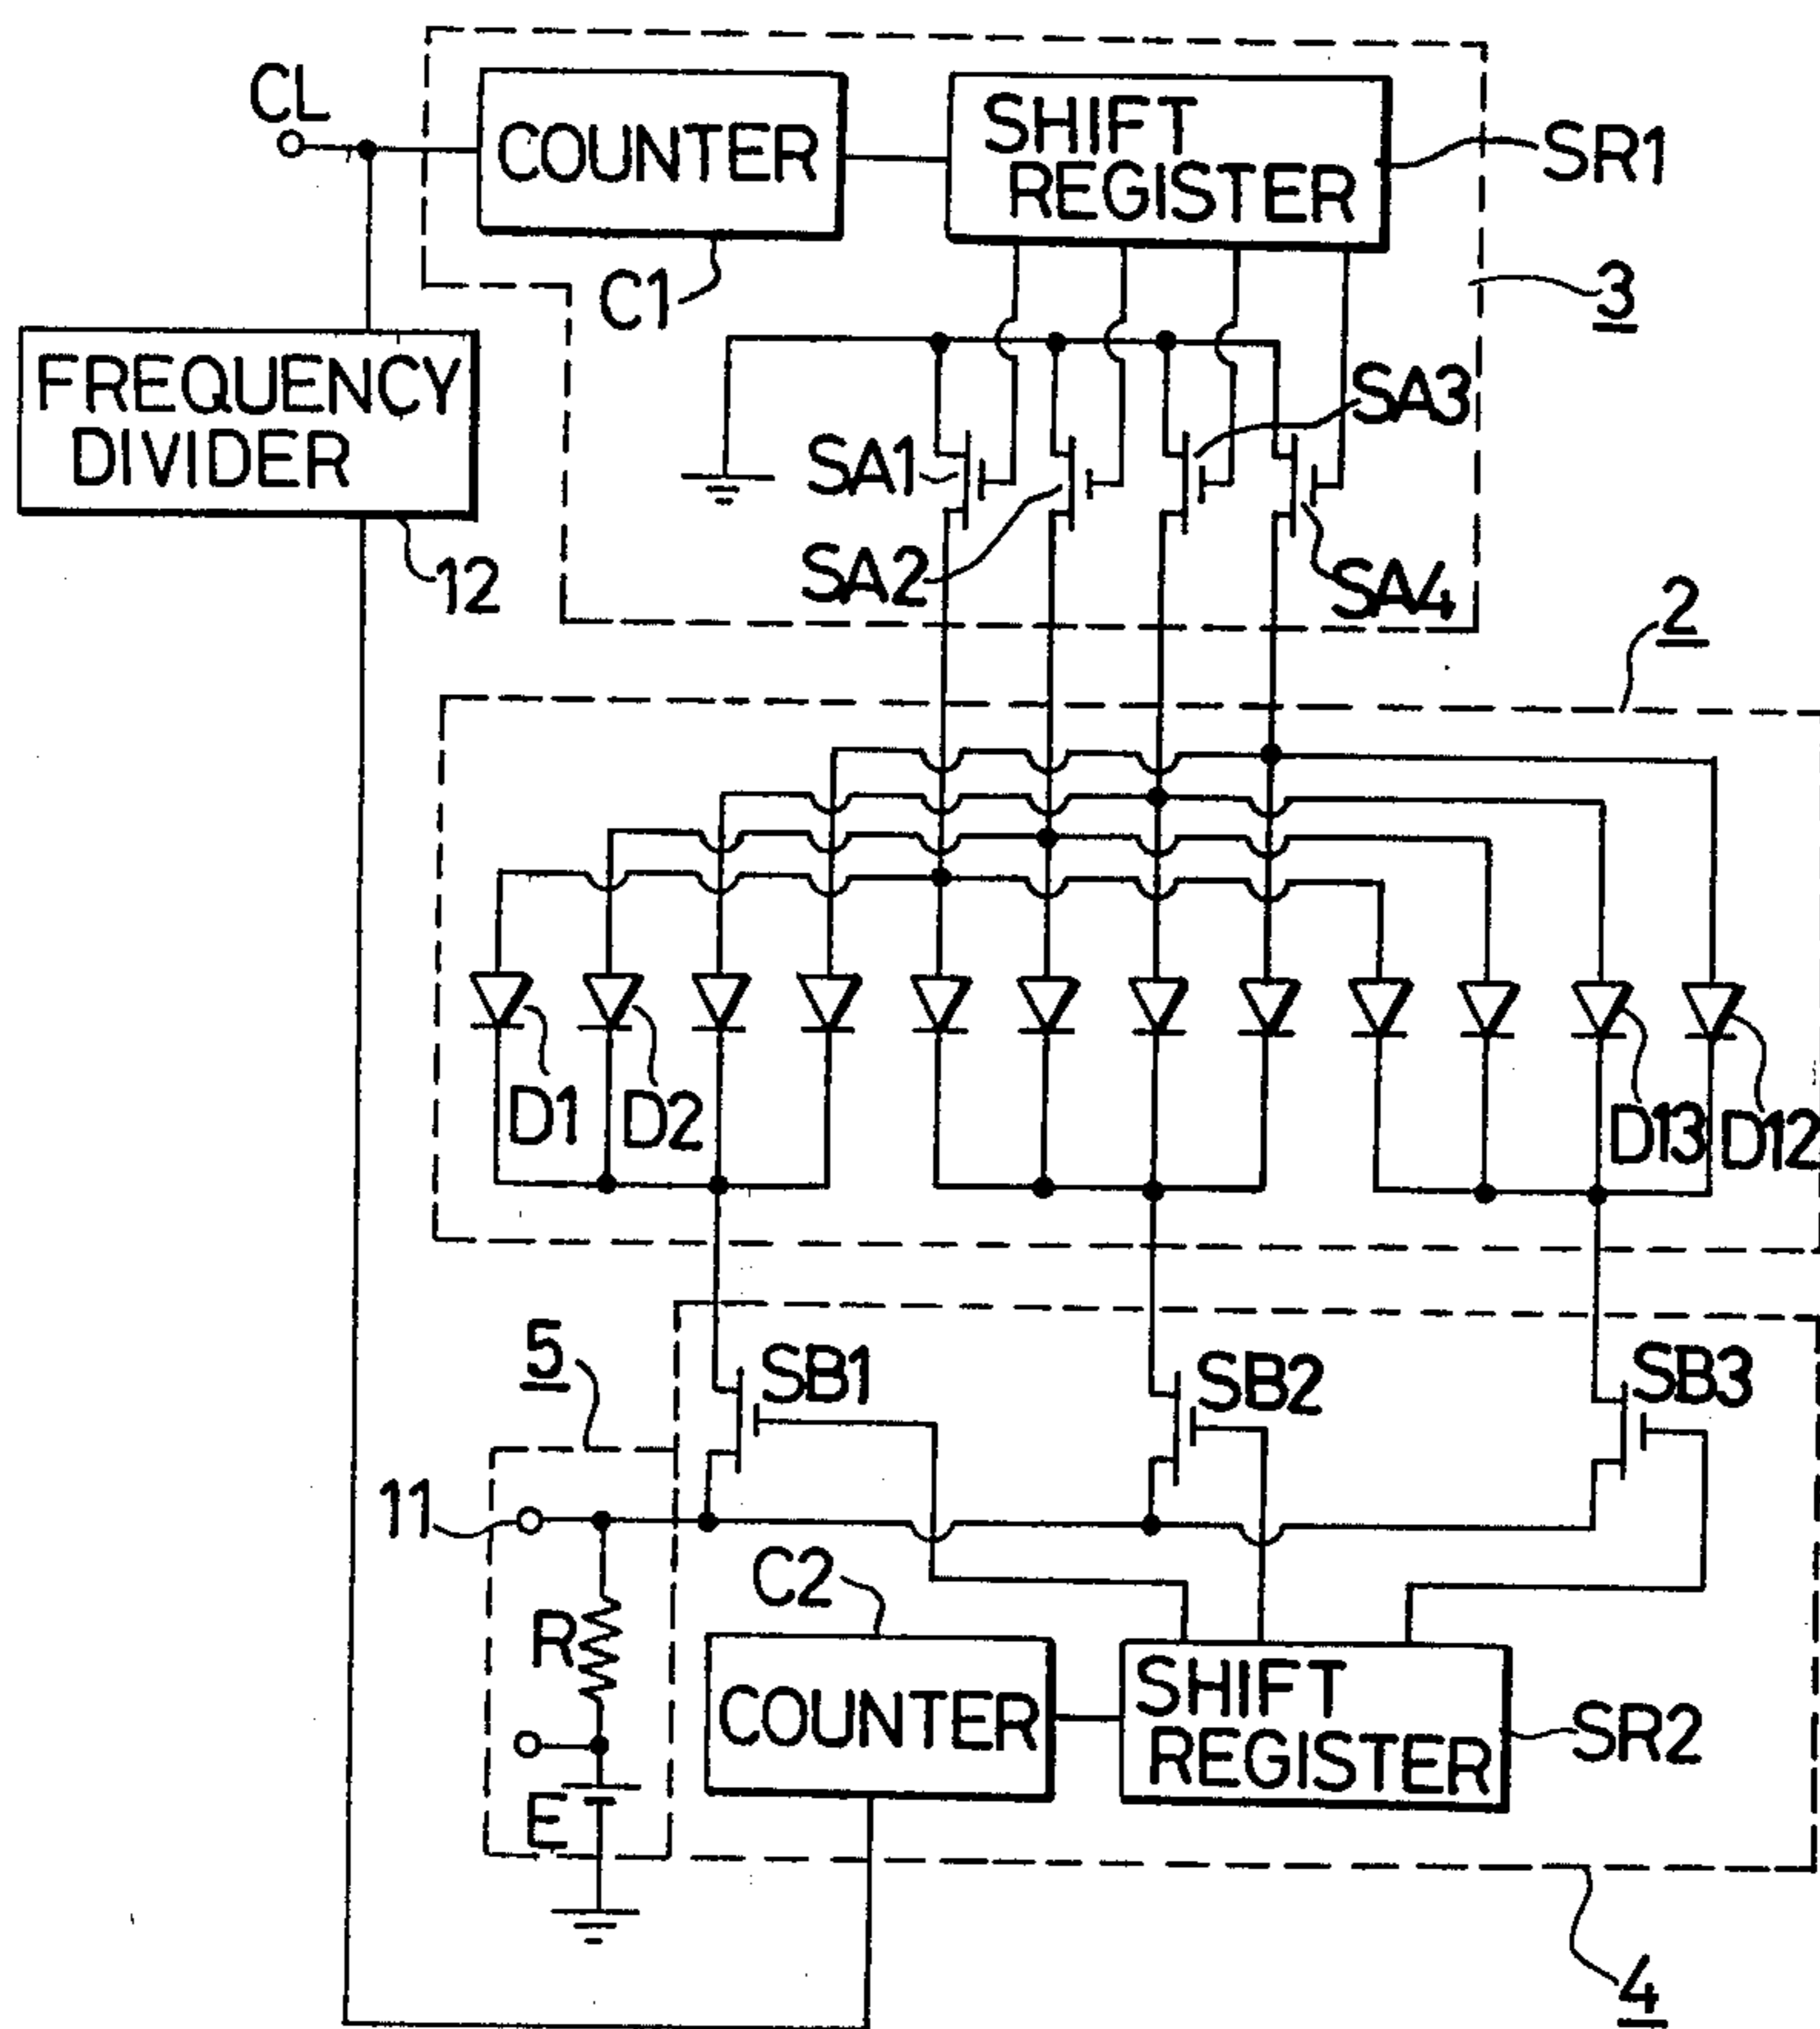 CL
COUNTER
SHIFT
REGISTER
SR1
C1
3
FREQUENCY
DIVIDER
12
SA1
SA2
SA3
SA4
2
D1
D2
D13
D12
5
SB1
SB2
SB3
11
C2
R
E
COUNTER
SHIFT
REGISTER
SR2
4